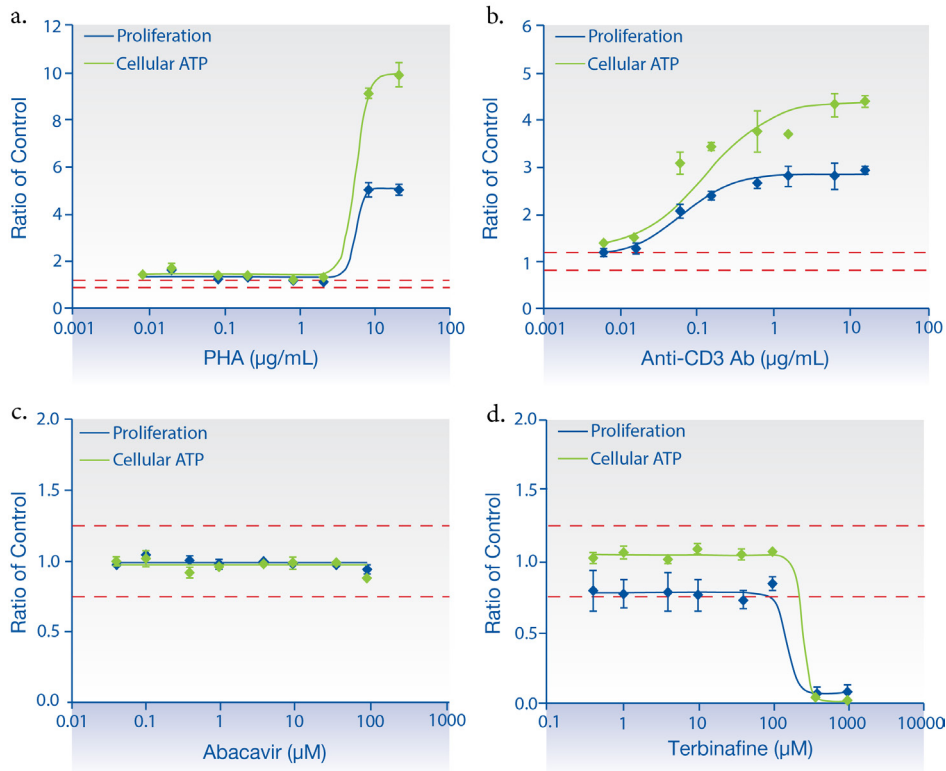 a.
12
10
8
6
4
2
0
Ratio of Control
Proliferation
Cellular ATP
0.001 0.01 0.1 1 10 100
PHA (µg/mL)
b.
6
5
4
3
2
1
0
Ratio of Control
Proliferation
Cellular ATP
0.001 0.01 0.1 1 10 100
Anti-CD3 Ab (µg/mL)
c.
2.0
1.5
1.0
0.5
0.0
Ratio of Control
Proliferation
Cellular ATP
0.01 0.1 1 10 100 1000
Abacavir (µM)
d.
2.0
1.5
1.0
0.5
0.0
Ratio of Control
Proliferation
Cellular ATP
0.1 1 10 100 1000 10000
Terbinafine (µM)